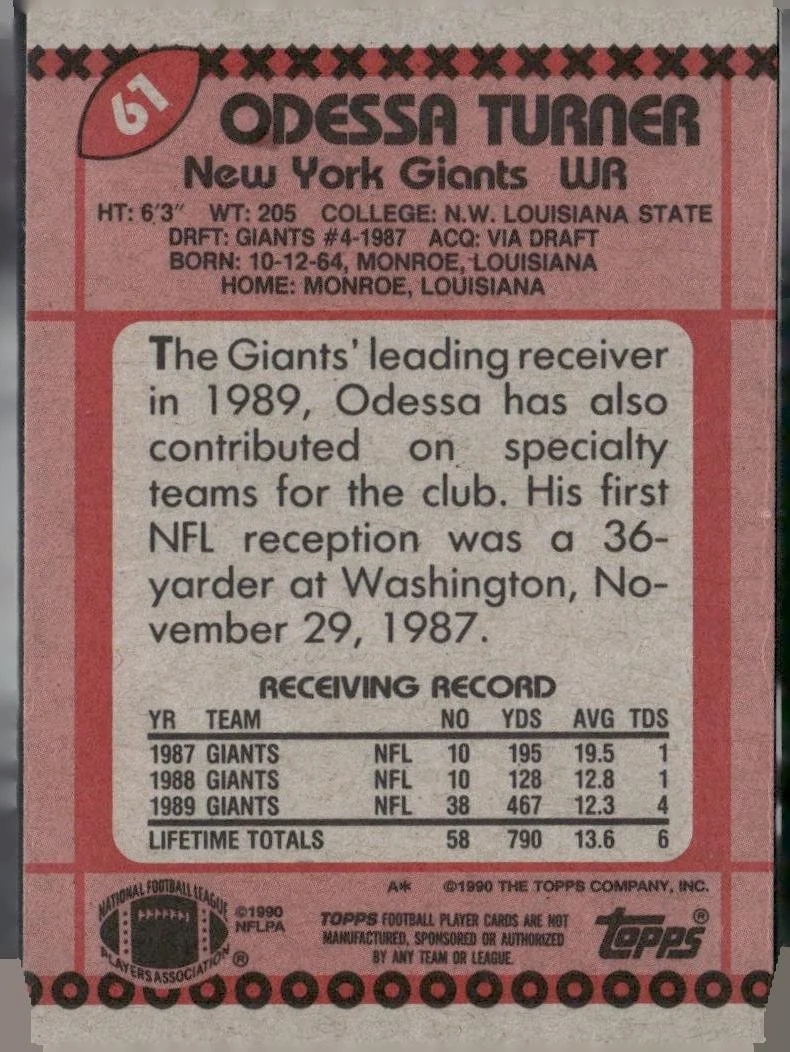 61
ODESSA TURNER
New York Giants WR
HT: 6'3" WT: 205 COLLEGE: N.W. LOUISIANA STATE
DRFT: GIANTS #4-1987 ACQ: VIA DRAFT
BORN: 10-12-64, MONROE, LOUISIANA
HOME: MONROE, LOUISIANA
The Giants' leading receiver
in 1989, Odessa has also
contributed on specialty
teams for the club. His first
NFL reception was a 36-
yarder at Washington, No-
vember 29, 1987.
RECEIVING RECORD
YR TEAM NO YDS AVG TDS
1987 GIANTS NFL 10 195 19.5 1
1988 GIANTS NFL 10 128 12.8 1
1989 GIANTS NFL 38 467 12.3 4
LIFETIME TOTALS 58 790 13.6 6
A* ©1990 THE TOPPS COMPANY, INC.
NATIONAL FOOTBALL LEAGUE
PLAYERS ASSOCIATION ®
©1990
NFLPA
TOPPS FOOTBALL PLAYER CARDS ARE NOT
MANUFACTURED, SPONSORED OR AUTHORIZED
BY ANY TEAM OR LEAGUE.
topps ®